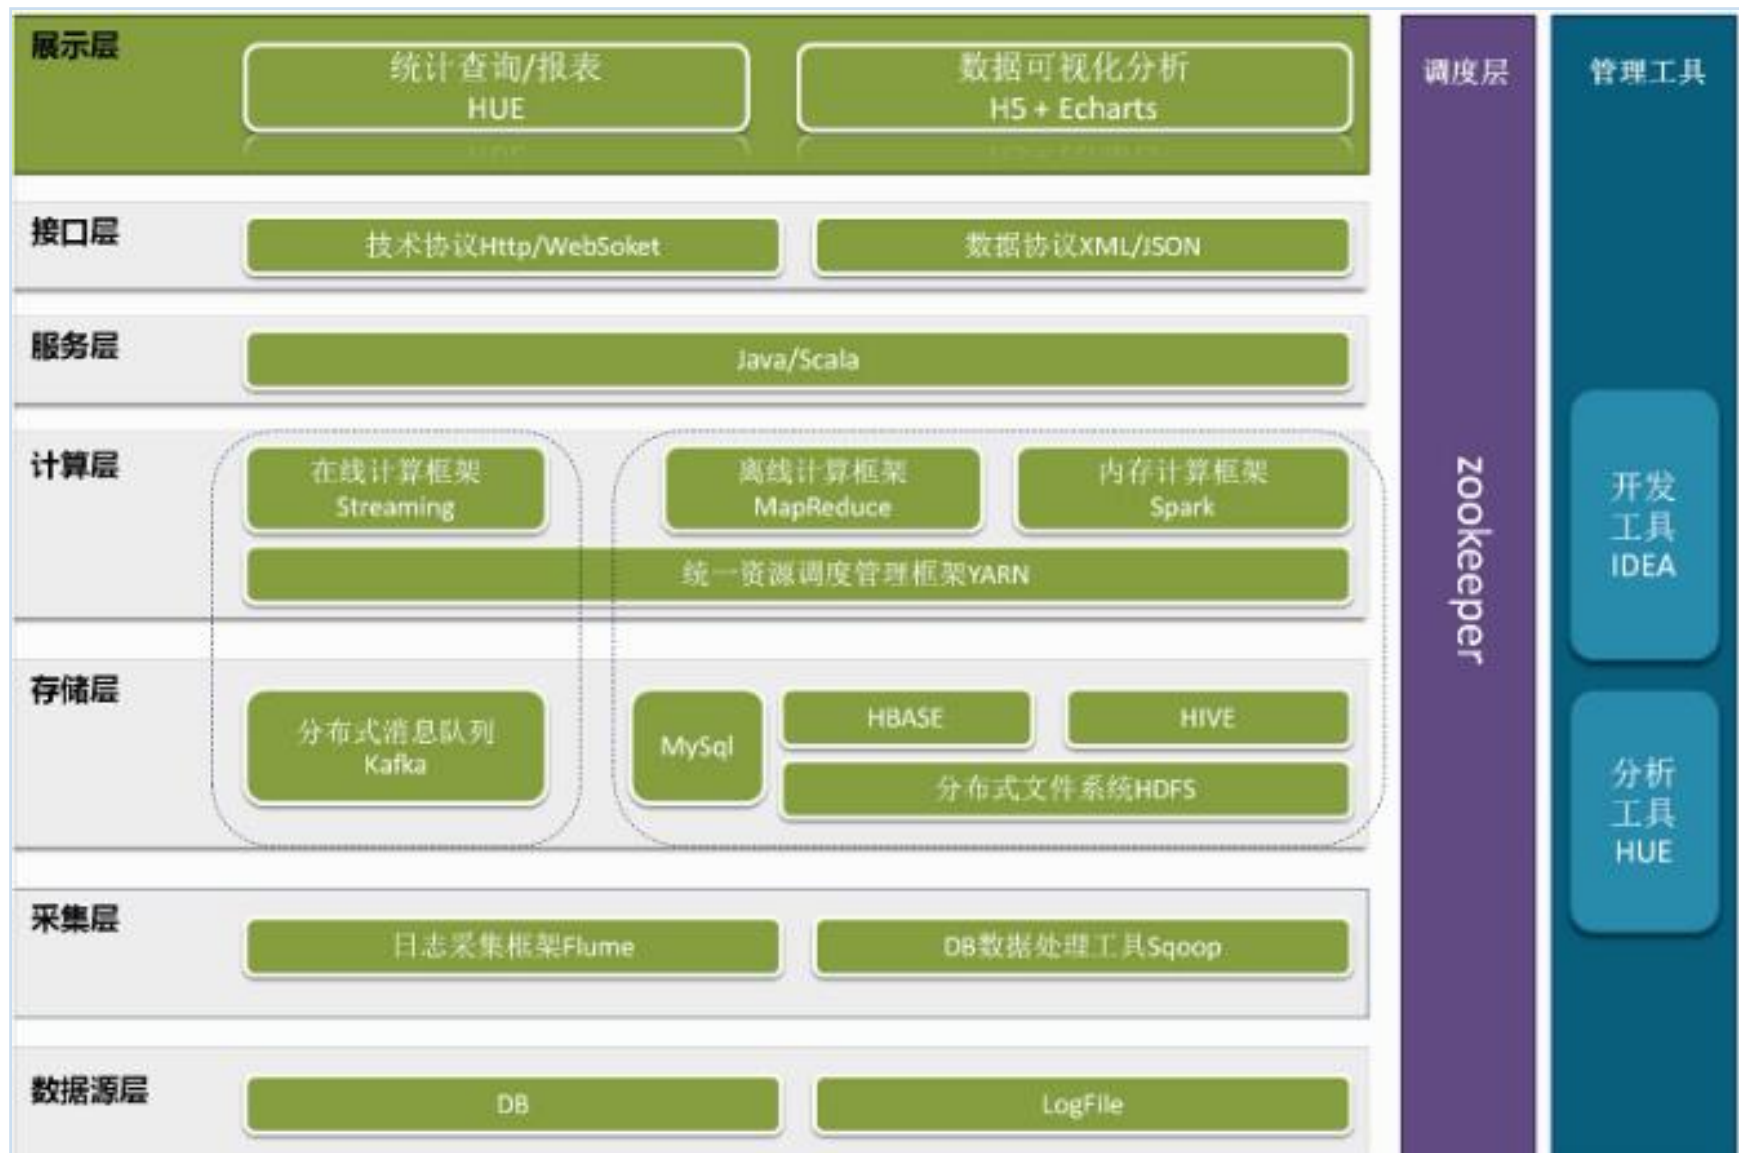 展示层
统计查询/报表
HUE
数据可视化分析
H5 + Echarts
接口层
技术协议Http/WebSoket
数据协议XML/JSON
服务层
Java/Scala
计算层
在线计算框架
Streaming
离线计算框架
MapReduce
内存计算框架
Spark
统一资源调度管理框架YARN
存储层
分布式消息队列
Kafka
MySql
HBASE
HIVE
分布式文件系统HDFS
采集层
日志采集框架Flume
DB数据处理工具Sqoop
数据源层
DB
LogFIle
调度层
zookeeper
管理工具
开发
工具
IDEA
分析
工具
HUE